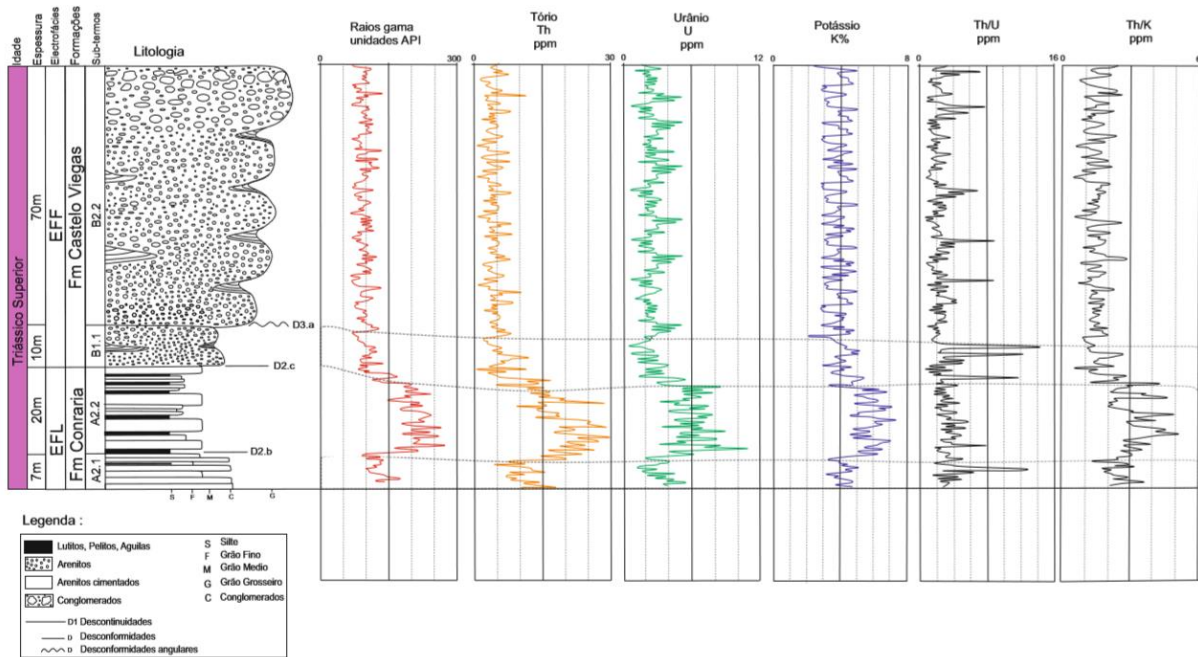 Idade
Espessura
Electrofácies
Formações
Sub-termos
Litologia
Raios gama
unidades API
Tório
Th
ppm
Urânio
U
ppm
Potássio
K%
Th/U
ppm
Th/K
ppm
0 300
0 30
0 12
0 8
0 16
0 6
Triássico Superior
70m
EFF
Fm Castelo Viegas
B2.2
D3.a
10m
B1.1
D2.c
20m
EFL
Fm Conraria
A2.2
D2.b
7m
A2.1
S F M C G
Legenda :
Lutitos, Pelitos, Aguilas
Arenitos
Arenitos cimentados
Conglomerados
S Silte
F Grão Fino
M Grão Medio
G Grão Grosseiro
C Conglomerados
D1 Descontinuidades
D Desconformidades
D Desconformidades angulares